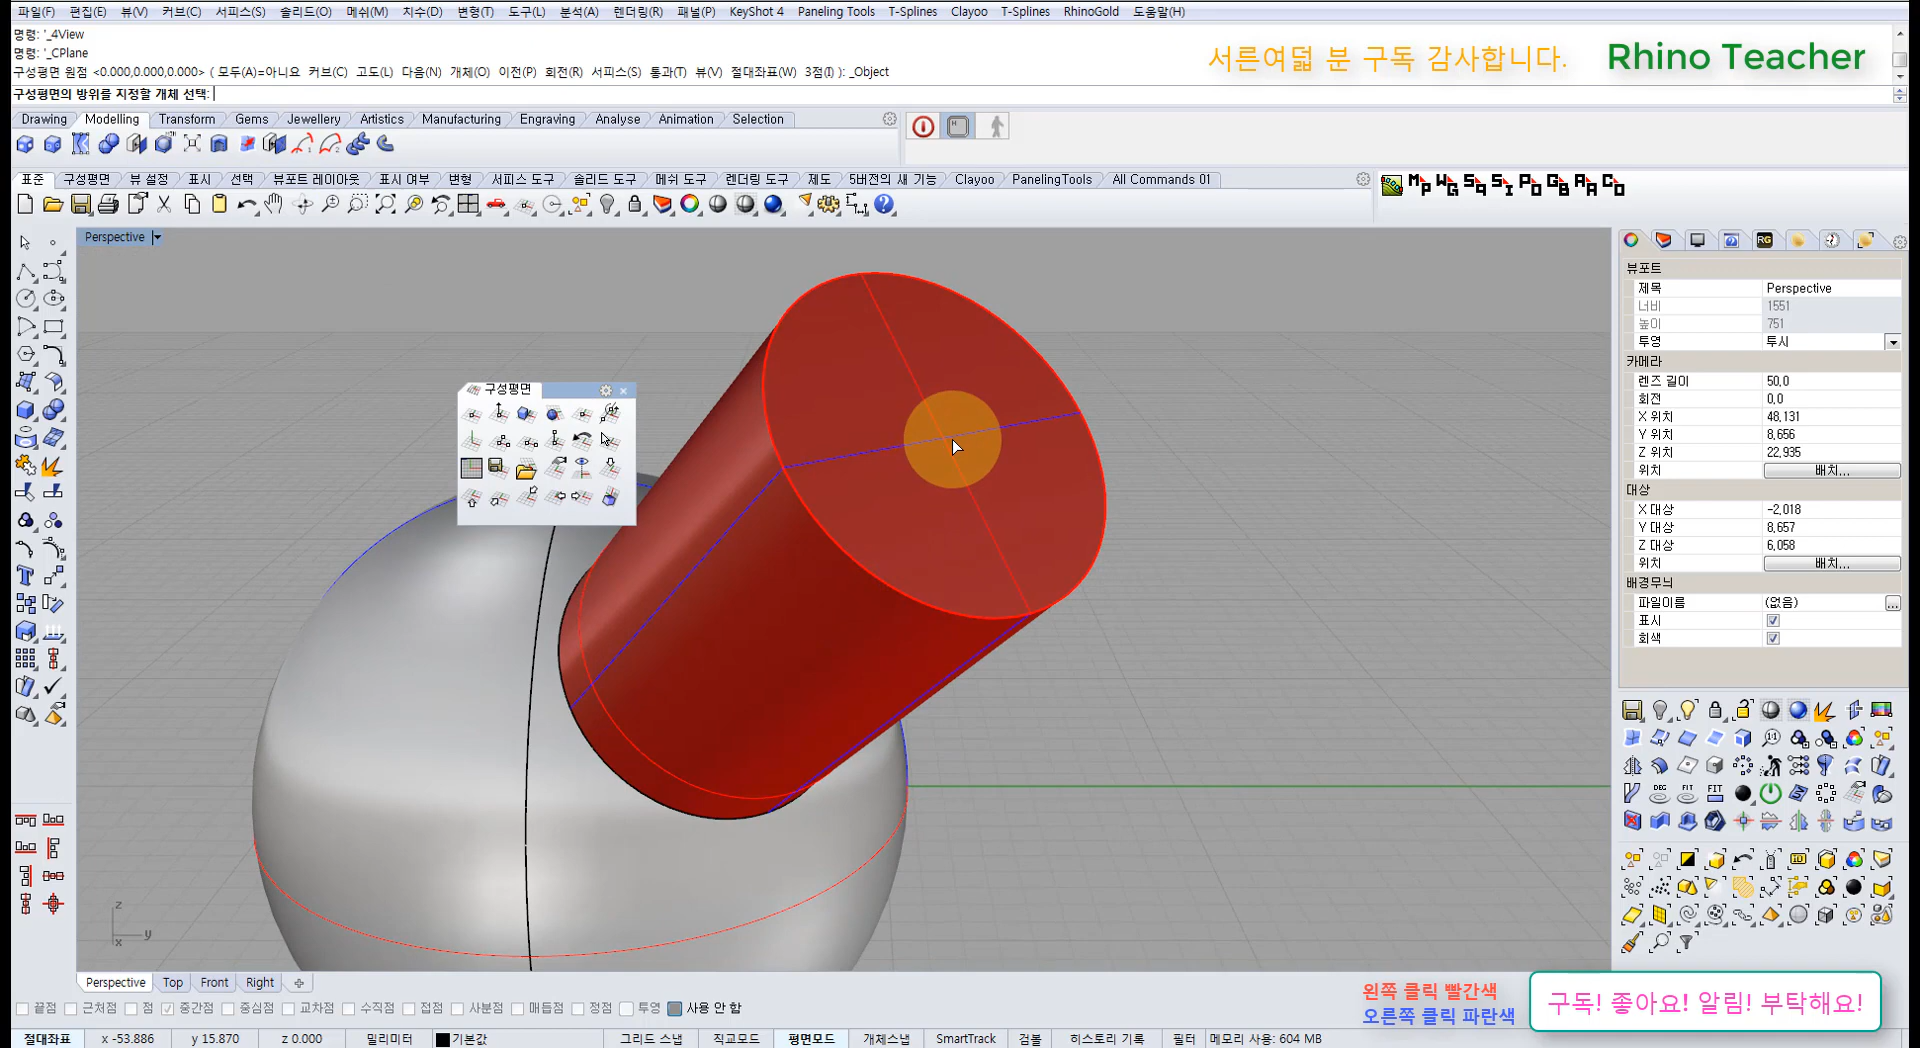 파일(F) 편집(E) 뷰(V) 커브(C) 서피스(S) 솔리드(O) 메쉬(M) 치수(D) 변형(T) 도구(L) 분석(A) 렌더링(R) 패널(P) KeyShot 4 Paneling Tools T-Splines Clayoo T-Splines RhinoGold 도움말(H)
명령: '_4View
명령: '_CPlane
구성평면 원점 <0.000,0.000,0.000> ( 모두(A)=아니요 커브(C) 고도(L) 다음(N) 개체(O) 이전(P) 회전(R) 서피스(S) 통과(T) 뷰(V) 절대좌표(W) 3점(I) ): _Object
구성평면의 방위를 지정할 개체 선택:
서른여덟 분 구독 감사합니다. Rhino Teacher
Drawing Modelling Transform Gems Jewellery Artistics Manufacturing Engraving Analyse Animation Selection
표준 구성평면 뷰 설정 표시 선택 뷰포트 레이아웃 표시 여부 변형 서피스 도구 솔리드 도구 메쉬 도구 렌더링 도구 제도 5버전의 새 기능 Clayoo PanelingTools All Commands 01
Perspective
구성평면
뷰포트
제목 Perspective
너비 1551
높이 751
투영 투시
카메라
렌즈 길이 50,0
회전 0,0
X 위치 48,131
Y 위치 8,656
Z 위치 22,935
위치 배치...
대상
X 대상 -2,018
Y 대상 8,657
Z 대상 6,058
위치 배치...
배경무늬
파일이름 (없음) ...
표시
회색
z
y
x
Perspective Top Front Right
끝점 근처점 점 중간점 중심점 교차점 수직점 접점 사분점 매듭점 정점 투영 사용 안 함
왼쪽 클릭 빨간색
오른쪽 클릭 파란색
구독! 좋아요! 알림! 부탁해요!
절대좌표 x -53.886 y 15.870 z 0.000 밀리미터 기본값 그리드 스냅 직교모드 평면모드 개체스냅 SmartTrack 검볼 히스토리 기록 필터 메모리 사용: 604 MB